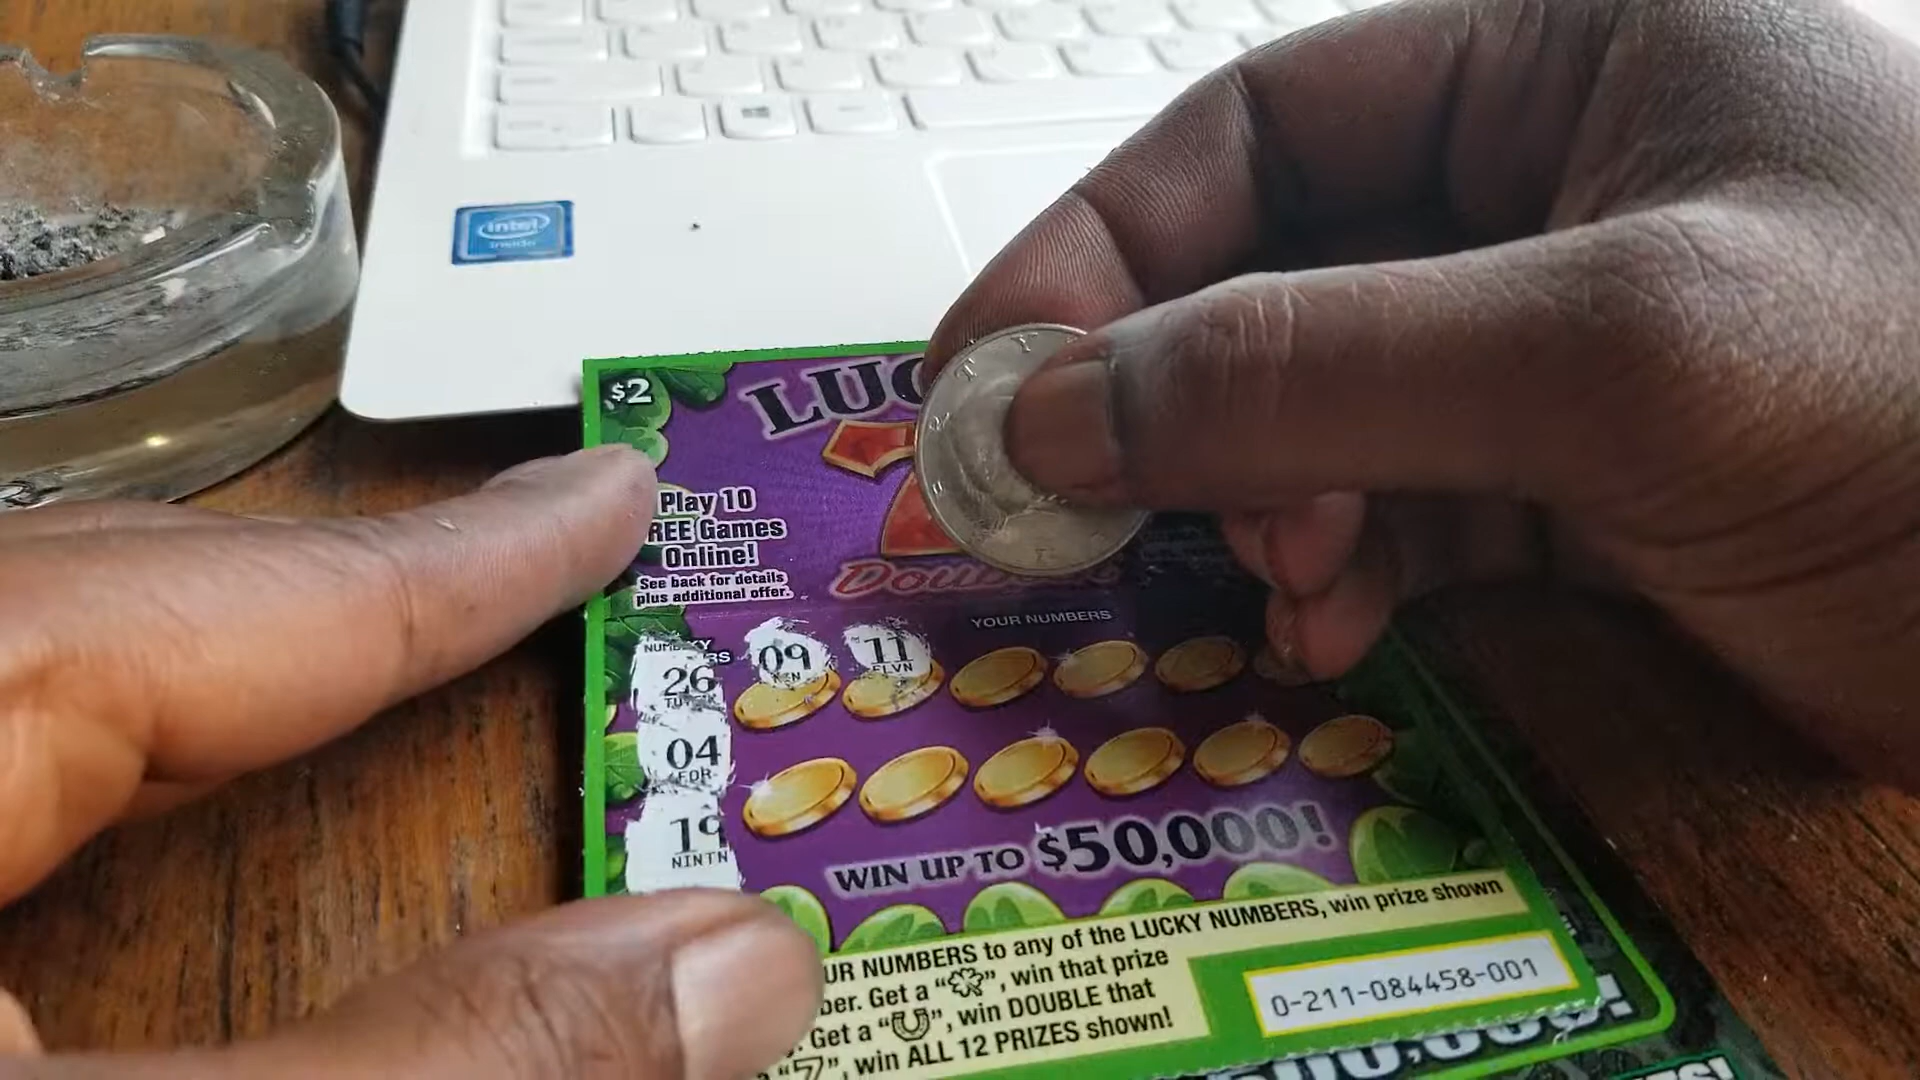 intel
inside
$2
LUC
Play 10
REE Games
Online!
See back for details
plus additional offer.
YOUR NUMBERS
09
11
ELVN
26
04
FOR
19
NINTN
WIN UP TO $50,000!
UR NUMBERS to any of the LUCKY NUMBERS, win prize shown
ber. Get a "", win that prize
. Get a "", win DOUBLE that
"7", win ALL 12 PRIZES shown!
0-211-084458-001